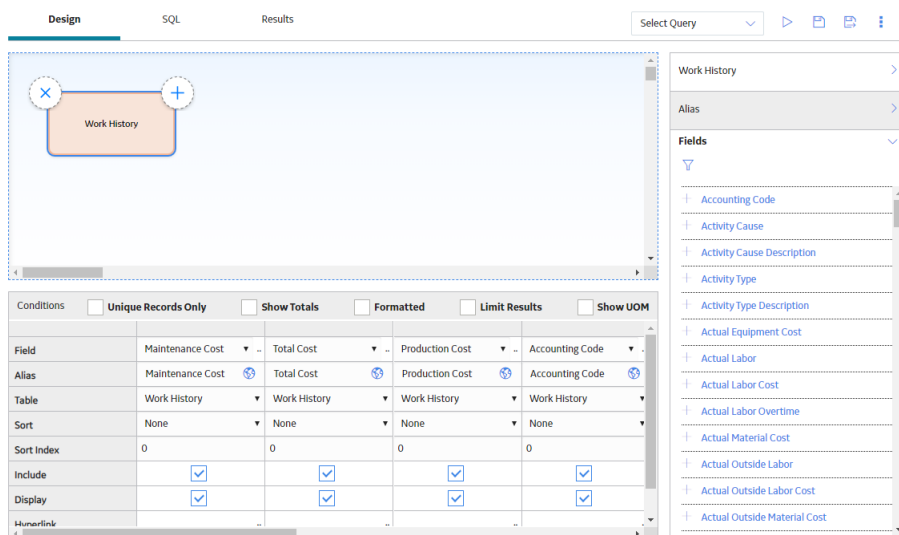 Design SQL Results Select Query
Work History
Work History
Alias
Fields
Accounting Code
Activity Cause
Activity Cause Description
Activity Type
Activity Type Description
Actual Equipment Cost
Actual Labor
Actual Labor Cost
Actual Labor Overtime
Actual Material Cost
Actual Outside Labor
Actual Outside Labor Cost
Actual Outside Material Cost
Conditions Unique Records Only Show Totals Formatted Limit Results Show UOM
Field Maintenance Cost .. Total Cost .. Production Cost .. Accounting Code .
Alias Maintenance Cost Total Cost Production Cost Accounting Code
Table Work History Work History Work History Work History
Sort None None None None
Sort Index 0 0 0 0
Include
Display
Hyperlink .. .. .. .